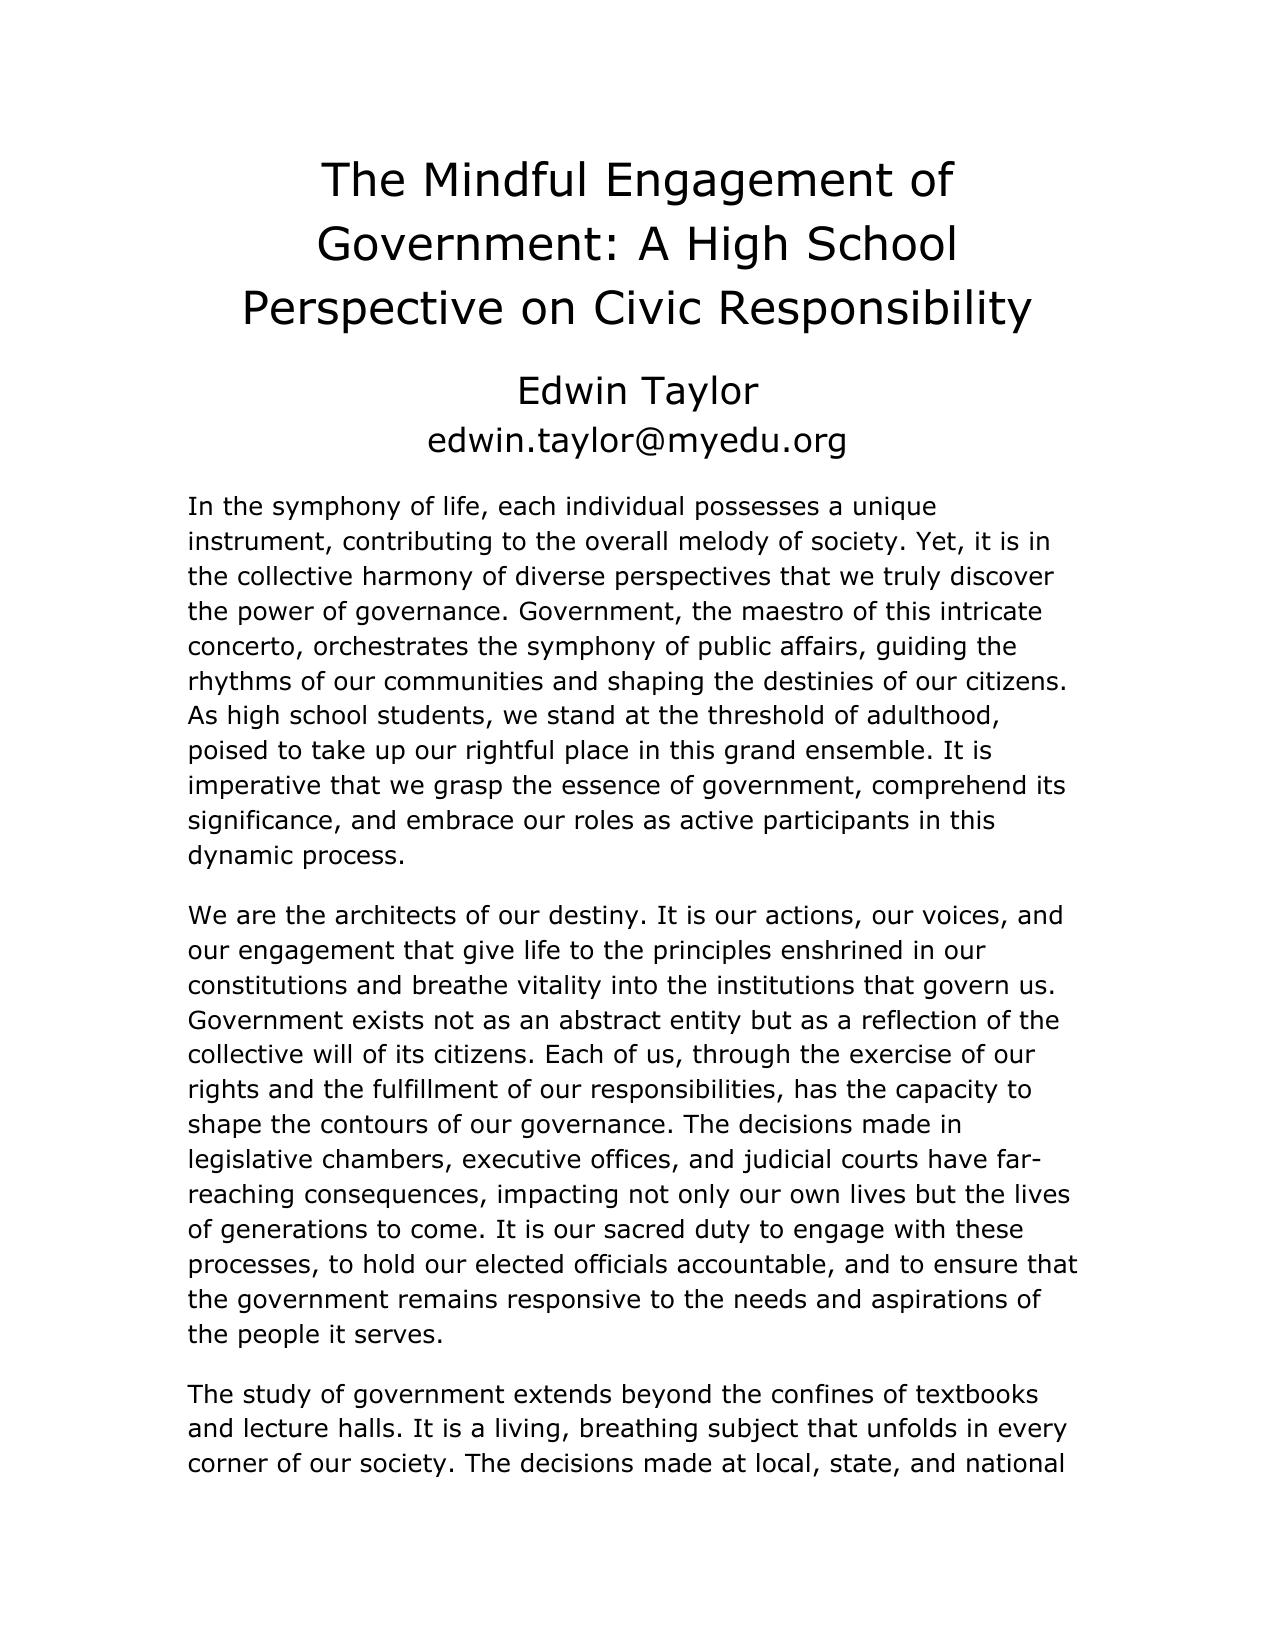 The Mindful Engagement of
Government: A High School
Perspective on Civic Responsibility
Edwin Taylor
edwin.taylor@myedu.org
In the symphony of life, each individual possesses a unique
instrument, contributing to the overall melody of society. Yet, it is in
the collective harmony of diverse perspectives that we truly discover
the power of governance. Government, the maestro of this intricate
concerto, orchestrates the symphony of public affairs, guiding the
rhythms of our communities and shaping the destinies of our citizens.
As high school students, we stand at the threshold of adulthood,
poised to take up our rightful place in this grand ensemble. It is
imperative that we grasp the essence of government, comprehend its
significance, and embrace our roles as active participants in this
dynamic process.
We are the architects of our destiny. It is our actions, our voices, and
our engagement that give life to the principles enshrined in our
constitutions and breathe vitality into the institutions that govern us.
Government exists not as an abstract entity but as a reflection of the
collective will of its citizens. Each of us, through the exercise of our
rights and the fulfillment of our responsibilities, has the capacity to
shape the contours of our governance. The decisions made in
legislative chambers, executive offices, and judicial courts have far-
reaching consequences, impacting not only our own lives but the lives
of generations to come. It is our sacred duty to engage with these
processes, to hold our elected officials accountable, and to ensure that
the government remains responsive to the needs and aspirations of
the people it serves.
The study of government extends beyond the confines of textbooks
and lecture halls. It is a living, breathing subject that unfolds in every
corner of our society. The decisions made at local, state, and national